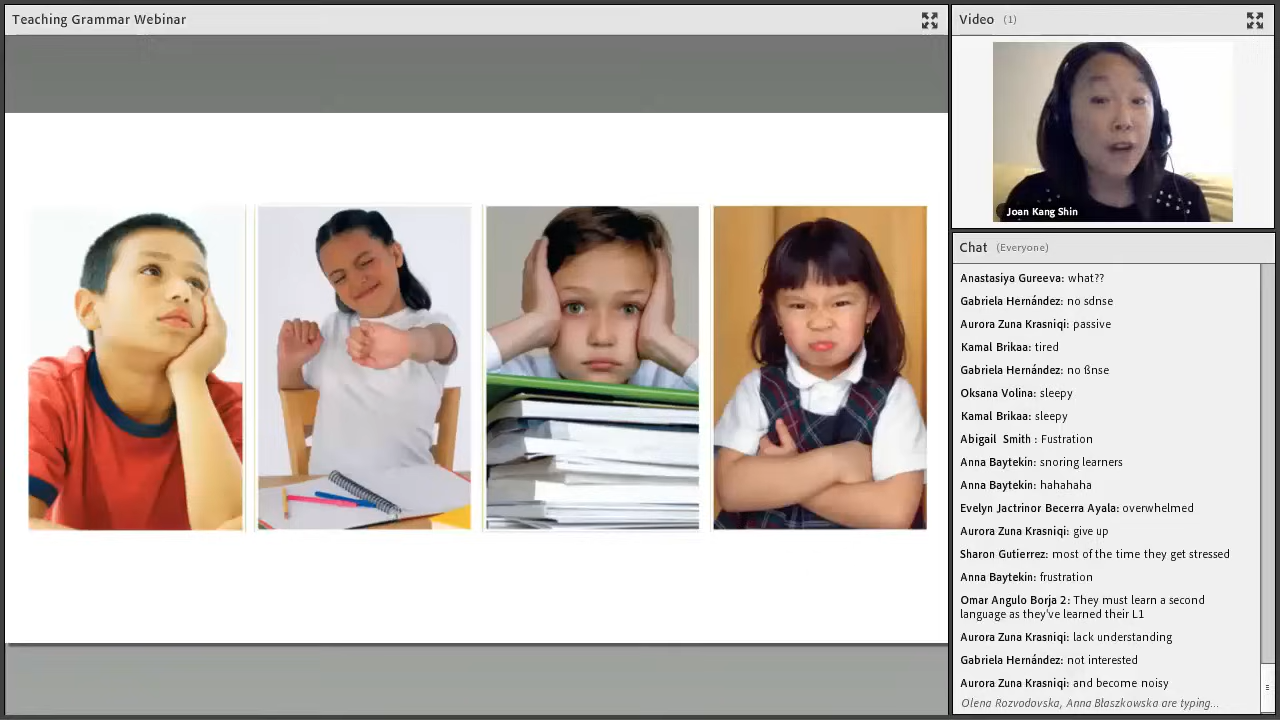 Teaching Grammar Webinar
Video (1)
Joan Kang Shin
Chat (Everyone)
Anastasiya Gureeva: what??
Gabriela Hernández: no sdnse
Aurora Zuna Krasniqi: passive
Kamal Brikaa: tired
Gabriela Hernández: no ßnse
Oksana Volina: sleepy
Kamal Brikaa: sleepy
Abigail Smith : Fustration
Anna Baytekin: snoring learners
Anna Baytekin: hahahaha
Evelyn Jactrinor Becerra Ayala: overwhelmed
Aurora Zuna Krasniqi: give up
Sharon Gutierrez: most of the time they get stressed
Anna Baytekin: frustration
Omar Angulo Borja 2: They must learn a second
language as they've learned their L1
Aurora Zuna Krasniqi: lack understanding
Gabriela Hernández: not interested
Aurora Zuna Krasniqi: and become noisy
Olena Rozvodovska, Anna Błaszkowska are typing...